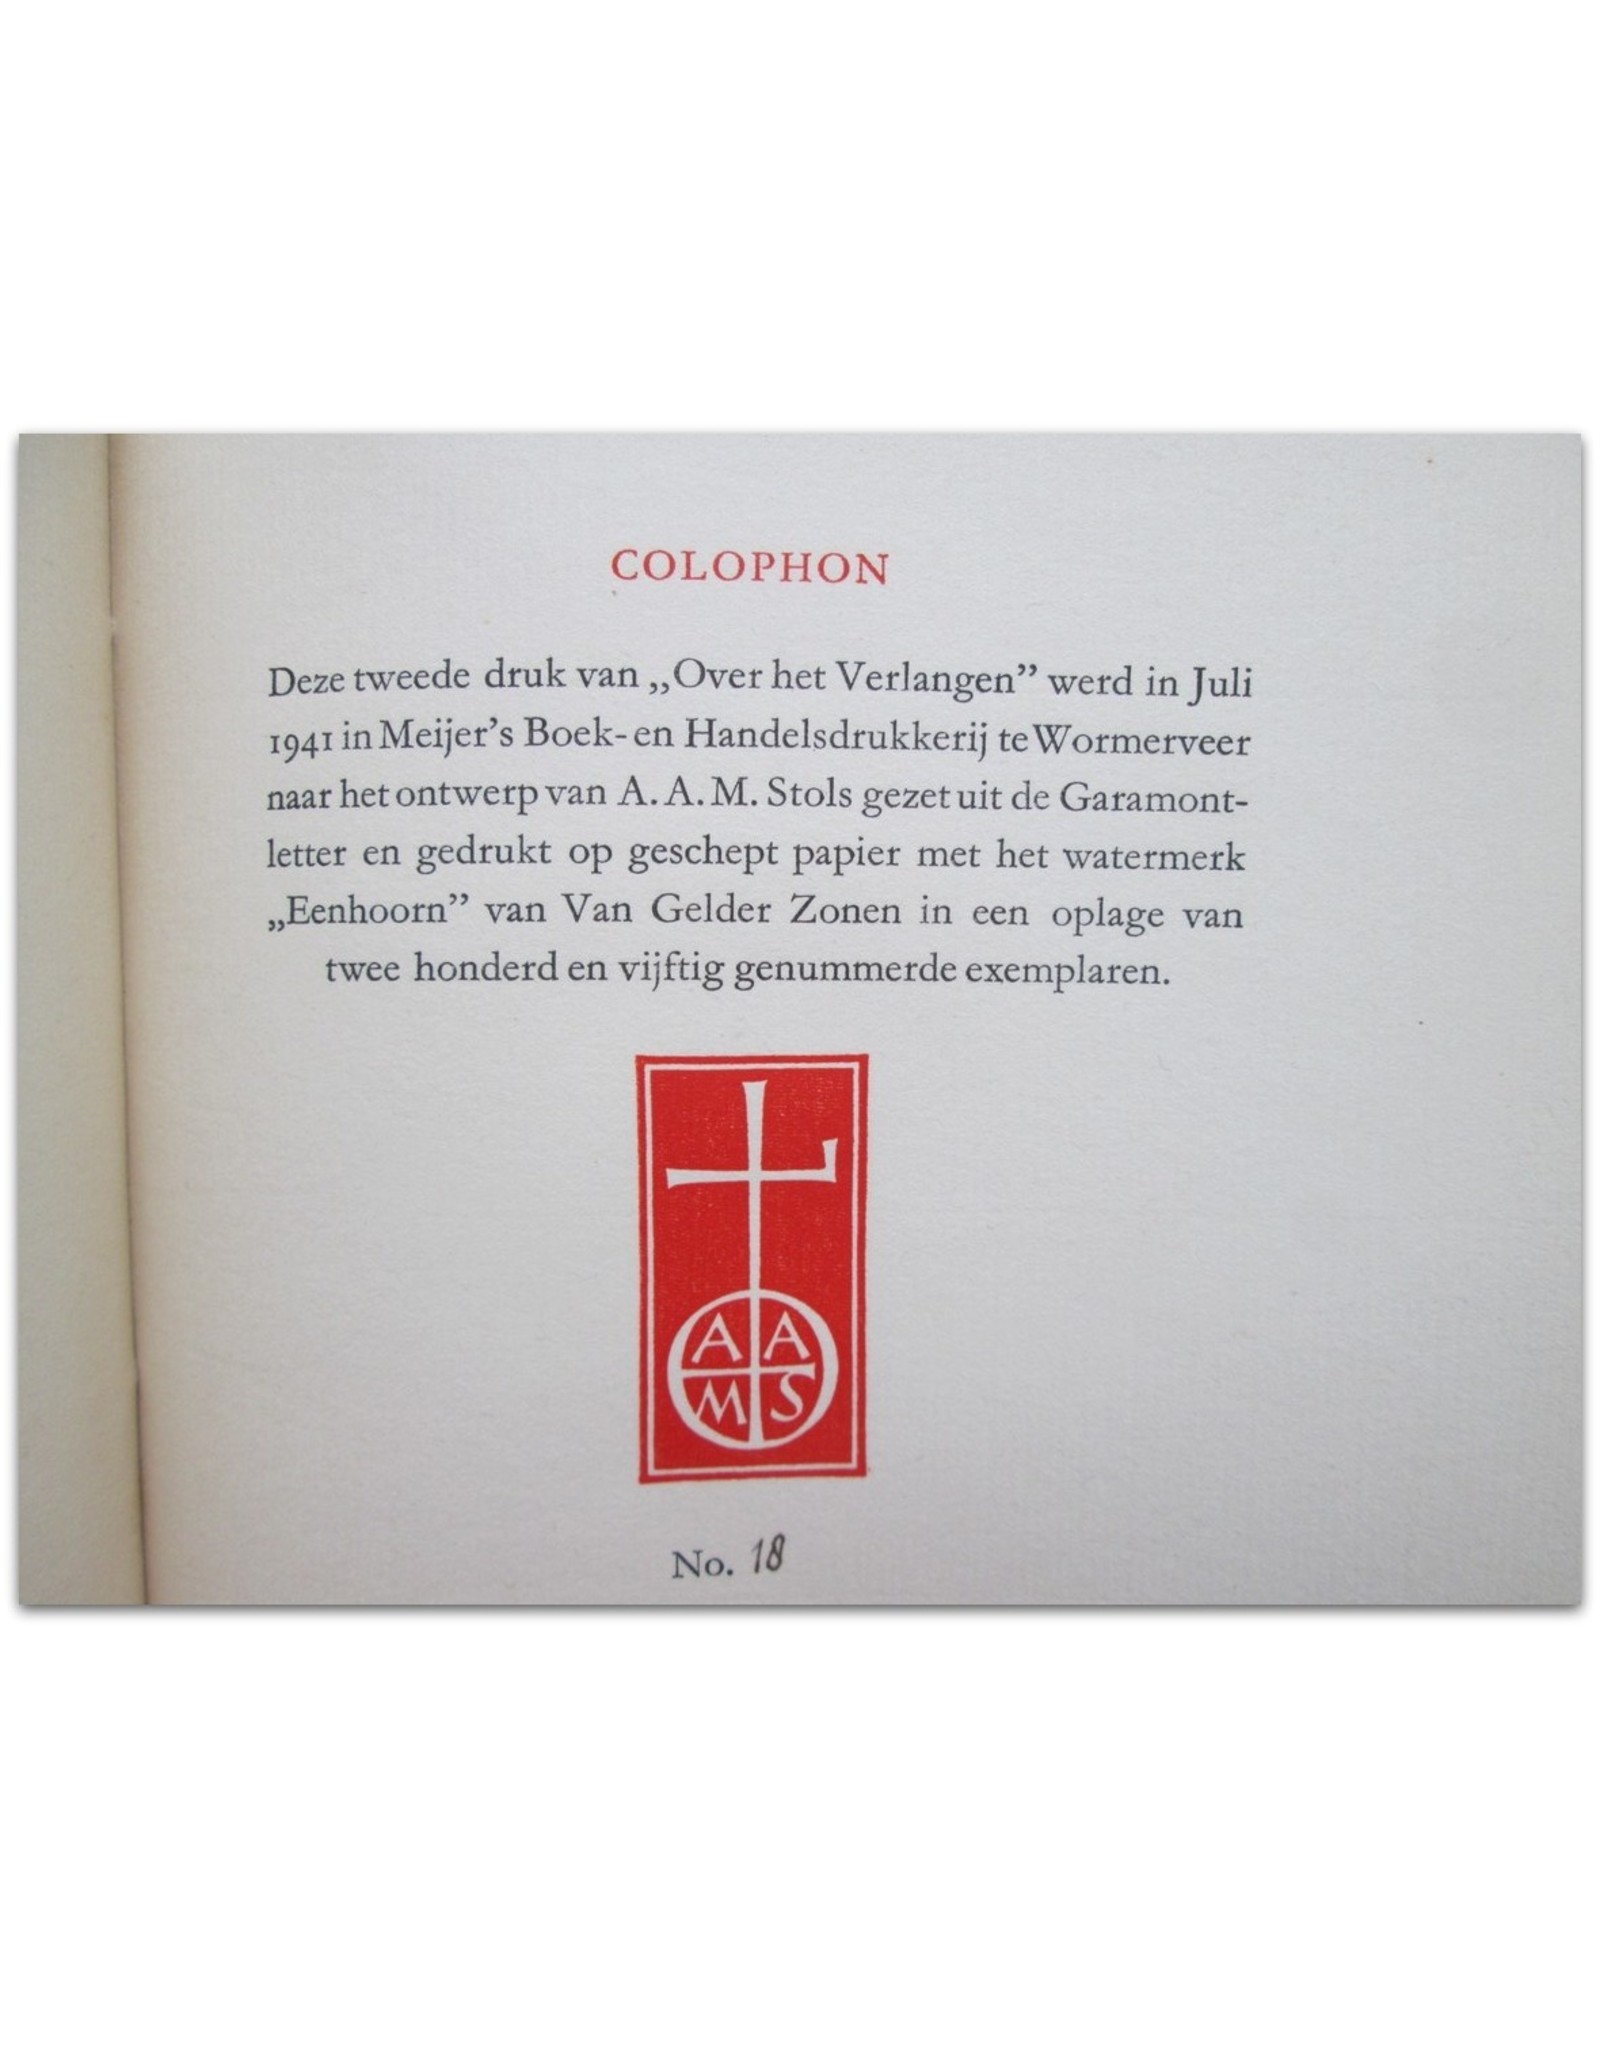 COLOPHON
Deze tweede druk van „Over het Verlangen” werd in Juli
1941 in Meijer’s Boek- en Handelsdrukkerij te Wormerveer
naar het ontwerp van A. A. M. Stols gezet uit de Garamont-
letter en gedrukt op geschept papier met het watermerk
„Eenhoorn” van Van Gelder Zonen in een oplage van
twee honderd en vijftig genummerde exemplaren.
A A
M S
No. 18